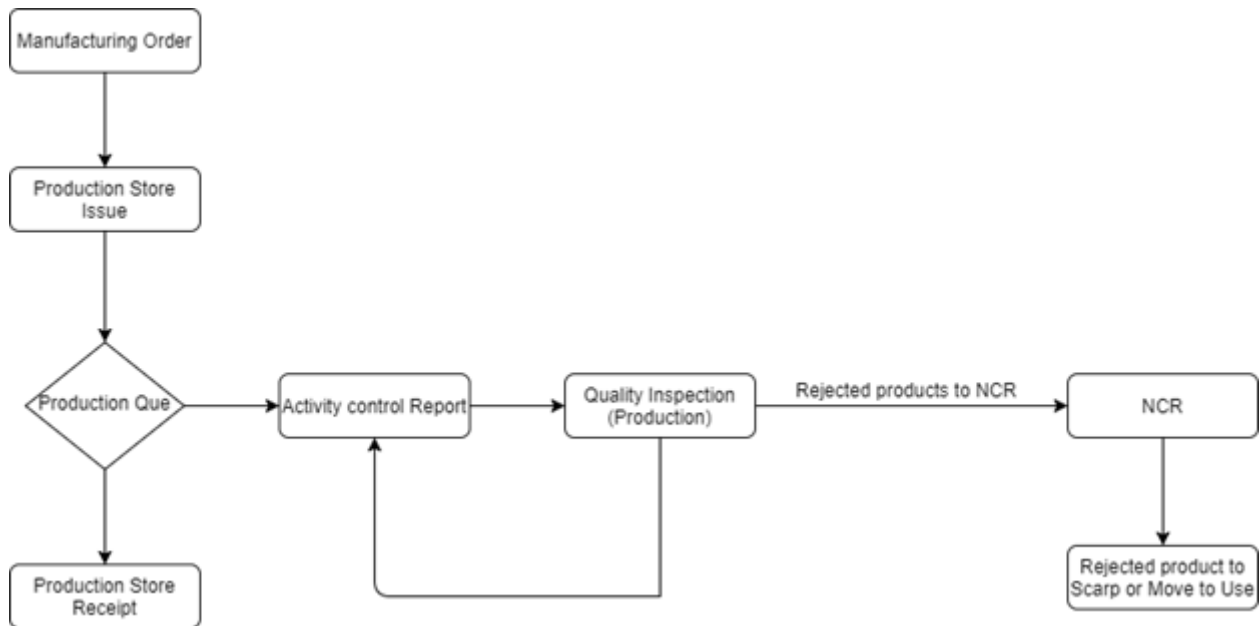 Manufacturing Order
Production Store
Issue
Production Que
Activity control Report
Quality Inspection
(Production)
Rejected products to NCR
NCR
Production Store
Receipt
Rejected product to
Scarp or Move to Use